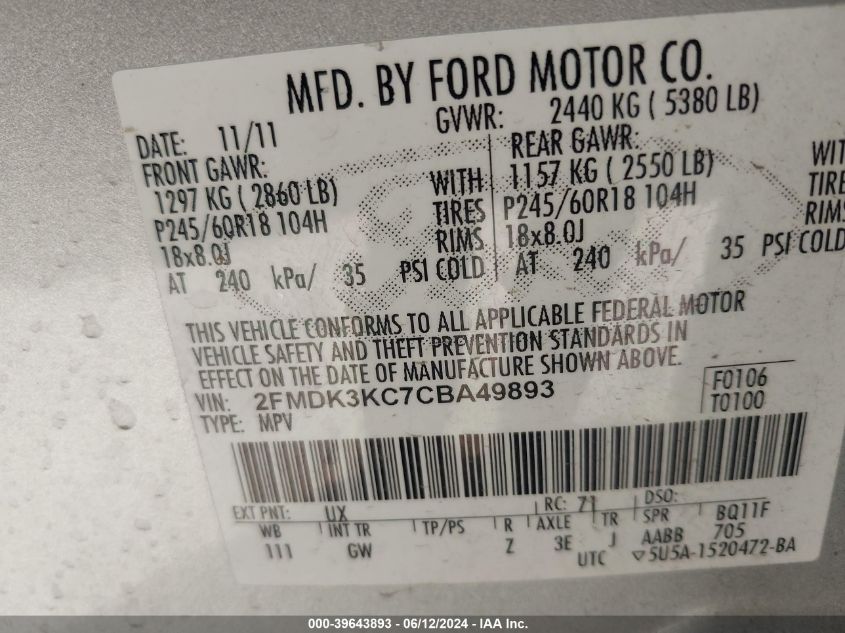 MFD. BY FORD MOTOR CO.
DATE: 11/11 GVWR: 2440 KG ( 5380 LB)
FRONT GAWR: REAR GAWR:
1297 KG ( 2860 LB) WITH 1157 KG ( 2550 LB) WIT
P245/60R18 104H TIRES P245/60R18 104H TIRE
18x8.0J RIMS 18x8.0J RIMS
AT 240 kPa/ 35 PSI COLD AT 240 kPa/ 35 PSI COLD
THIS VEHICLE CONFORMS TO ALL APPLICABLE FEDERAL MOTOR
VEHICLE SAFETY AND THEFT PREVENTION STANDARDS IN
EFFECT ON THE DATE OF MANUFACTURE SHOWN ABOVE.
VIN: 2FMDK3KC7CBA49893 F0106
TYPE: MPV T0100
EXT PNT: UX RC: 71 DSO:
WB INT TR TP/PS R AXLE TR SPR BQ11F
111 GW Z 3E J AABB 705
UTC ▽5U5A-1520472-BA
000-39643893 - 06/12/2024 - IAA Inc.